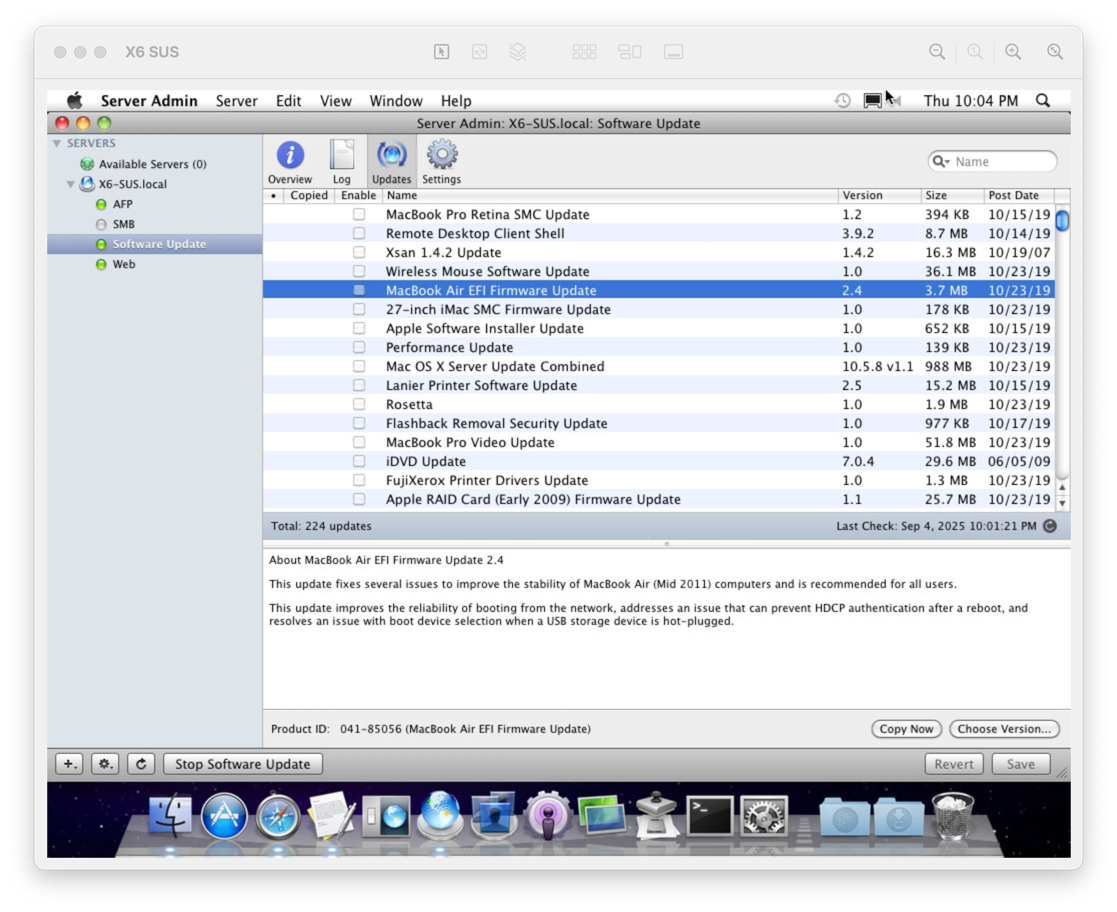 X6 SUS
Server Admin Server Edit View Window Help Thu 10:04 PM
Server Admin: X6-SUS.local: Software Update
SERVERS
Available Servers (0)
X6-SUS.local
AFP
SMB
Software Update
Web
Overview Log Updates Settings
Name
• Copied Enable Name Version Size Post Date
MacBook Pro Retina SMC Update 1.2 394 KB 10/15/19
Remote Desktop Client Shell 3.9.2 8.7 MB 10/14/19
Xsan 1.4.2 Update 1.4.2 16.3 MB 10/19/07
Wireless Mouse Software Update 1.0 36.1 MB 10/23/19
MacBook Air EFI Firmware Update 2.4 3.7 MB 10/23/19
27-inch iMac SMC Firmware Update 1.0 178 KB 10/23/19
Apple Software Installer Update 1.0 652 KB 10/15/19
Performance Update 1.0 139 KB 10/23/19
Mac OS X Server Update Combined 10.5.8 v1.1 988 MB 10/23/19
Lanier Printer Software Update 2.5 15.2 MB 10/15/19
Rosetta 1.0 1.9 MB 10/23/19
Flashback Removal Security Update 1.0 977 KB 10/17/19
MacBook Pro Video Update 1.0 51.8 MB 10/23/19
iDVD Update 7.0.4 29.6 MB 06/05/09
FujiXerox Printer Drivers Update 1.0 1.3 MB 10/23/19
Apple RAID Card (Early 2009) Firmware Update 1.1 25.7 MB 10/23/19
Total: 224 updates Last Check: Sep 4, 2025 10:01:21 PM
About MacBook Air EFI Firmware Update 2.4
This update fixes several issues to improve the stability of MacBook Air (Mid 2011) computers and is recommended for all users.
This update improves the reliability of booting from the network, addresses an issue that can prevent HDCP authentication after a reboot, and
resolves an issue with boot device selection when a USB storage device is hot-plugged.
Product ID: 041-85056 (MacBook Air EFI Firmware Update) Copy Now Choose Version...
Stop Software Update Revert Save